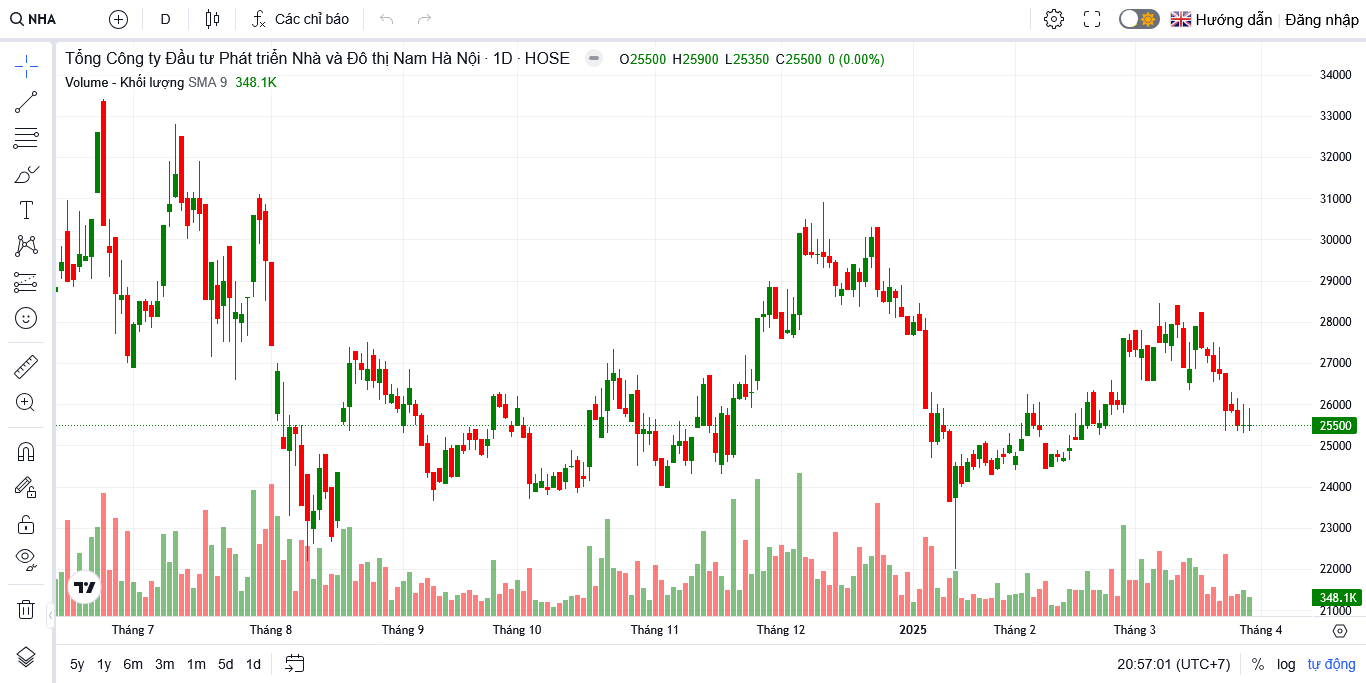 NHA D Các chỉ báo Hướng dẫn Đăng nhập
Tổng Công ty Đầu tư Phát triển Nhà và Đô thị Nam Hà Nội · 1D · HOSE O25500 H25900 L25350 C25500 0 (0.00%)
Volume - Khối lượng SMA 9 348.1K
34000
33000
32000
31000
30000
29000
28000
27000
26000
25500
25000
24000
23000
22000
348.1K
21000
Tháng 7 Tháng 8 Tháng 9 Tháng 10 Tháng 11 Tháng 12 2025 Tháng 2 Tháng 3 Tháng 4
5y 1y 6m 3m 1m 5d 1d 20:57:01 (UTC+7) % log tự động